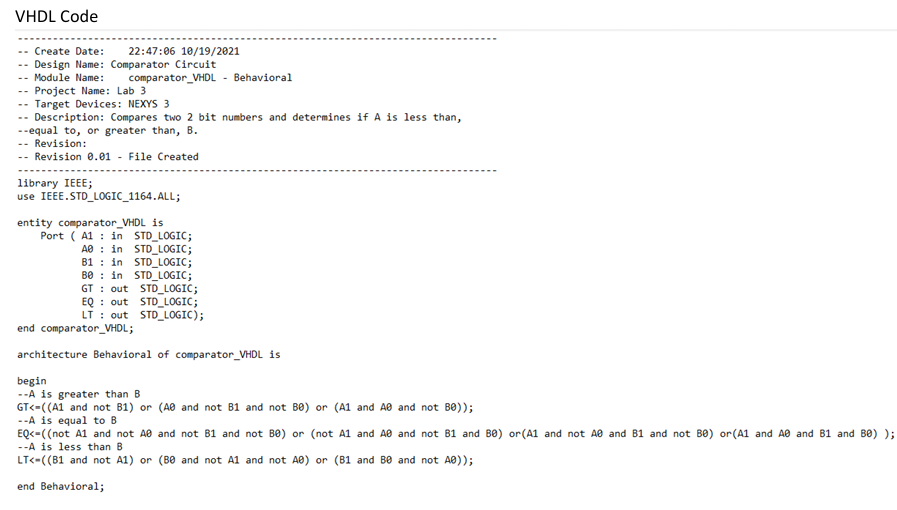 VHDL Code
--------------------------------------------------------------------------------
-- Create Date:    22:47:06 10/19/2021
-- Design Name: Comparator Circuit
-- Module Name:    comparator_VHDL - Behavioral
-- Project Name: Lab 3
-- Target Devices: NEXYS 3
-- Description: Compares two 2 bit numbers and determines if A is less than,
--equal to, or greater than, B.
-- Revision:
-- Revision 0.01 - File Created
--------------------------------------------------------------------------------
library IEEE;
use IEEE.STD_LOGIC_1164.ALL;

entity comparator_VHDL is
    Port ( A1 : in  STD_LOGIC;
           A0 : in  STD_LOGIC;
           B1 : in  STD_LOGIC;
           B0 : in  STD_LOGIC;
           GT : out  STD_LOGIC;
           EQ : out  STD_LOGIC;
           LT : out  STD_LOGIC);
end comparator_VHDL;

architecture Behavioral of comparator_VHDL is

begin
--A is greater than B
GT<=((A1 and not B1) or (A0 and not B1 and not B0) or (A1 and A0 and not B0));
--A is equal to B
EQ<=((not A1 and not A0 and not B1 and not B0) or (not A1 and A0 and not B1 and B0) or(A1 and not A0 and B1 and not B0) or(A1 and A0 and B1 and B0) );
--A is less than B
LT<=((B1 and not A1) or (B0 and not A1 and not A0) or (B1 and B0 and not A0));

end Behavioral;